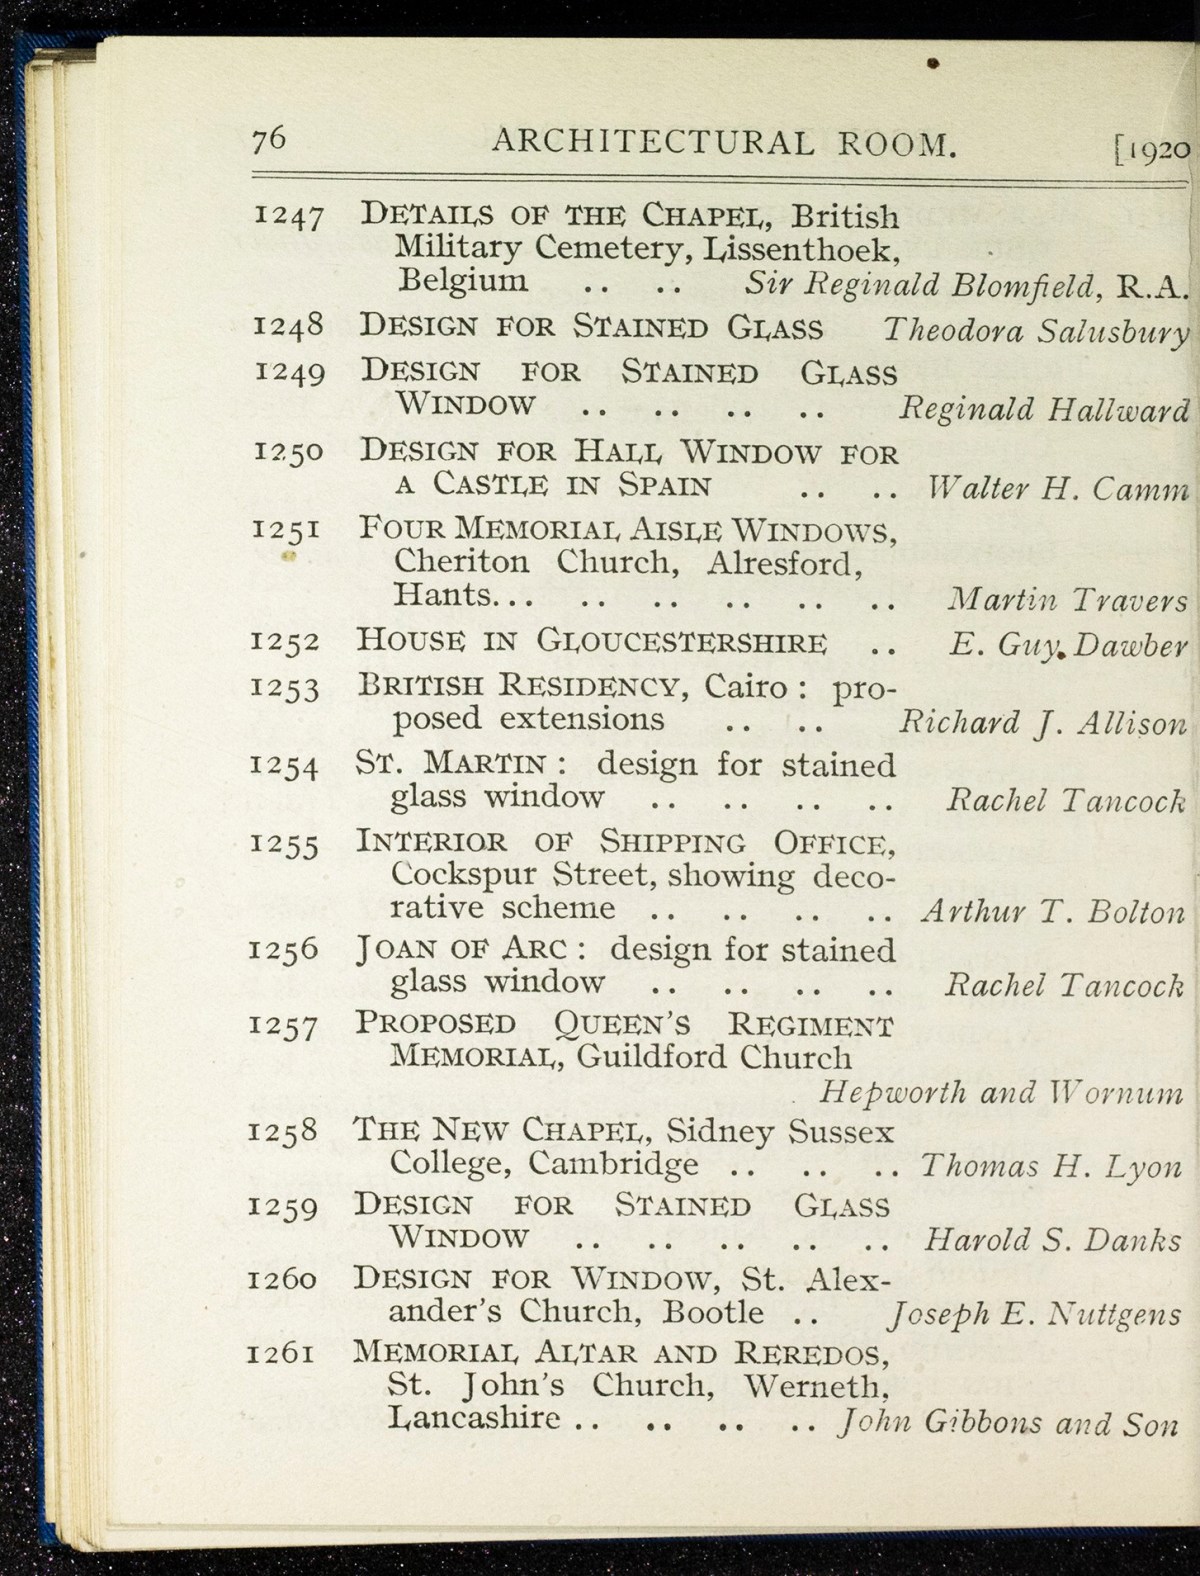 76 ARCHITECTURAL ROOM. [1920
1247 DETAILS OF THE CHAPEL, British
Military Cemetery, Lissenthoek,
Belgium .. .. Sir Reginald Blomfield, R.A.
1248 DESIGN FOR STAINED GLASS Theodora Salusbury
1249 DESIGN FOR STAINED GLASS
WINDOW .. .. .. .. Reginald Hallward
1250 DESIGN FOR HALL WINDOW FOR
A CASTLE IN SPAIN .. .. Walter H. Camm
1251 FOUR MEMORIAL AISLE WINDOWS,
Cheriton Church, Alresford,
Hants... .. .. .. .. .. Martin Travers
1252 HOUSE IN GLOUCESTERSHIRE .. E. Guy Dawber
1253 BRITISH RESIDENCY, Cairo : pro-
posed extensions .. .. Richard J. Allison
1254 ST. MARTIN : design for stained
glass window .. .. .. .. Rachel Tancock
1255 INTERIOR OF SHIPPING OFFICE,
Cockspur Street, showing deco-
rative scheme .. .. .. .. Arthur T. Bolton
1256 JOAN OF ARC : design for stained
glass window .. .. .. .. Rachel Tancock
1257 PROPOSED QUEEN'S REGIMENT
MEMORIAL, Guildford Church
Hepworth and Wornum
1258 THE NEW CHAPEL, Sidney Sussex
College, Cambridge .. .. .. Thomas H. Lyon
1259 DESIGN FOR STAINED GLASS
WINDOW .. .. .. .. .. Harold S. Danks
1260 DESIGN FOR WINDOW, St. Alex-
ander's Church, Bootle .. Joseph E. Nuttgens
1261 MEMORIAL ALTAR AND REREDOS,
St. John's Church, Werneth,
Lancashire .. .. .. .. John Gibbons and Son